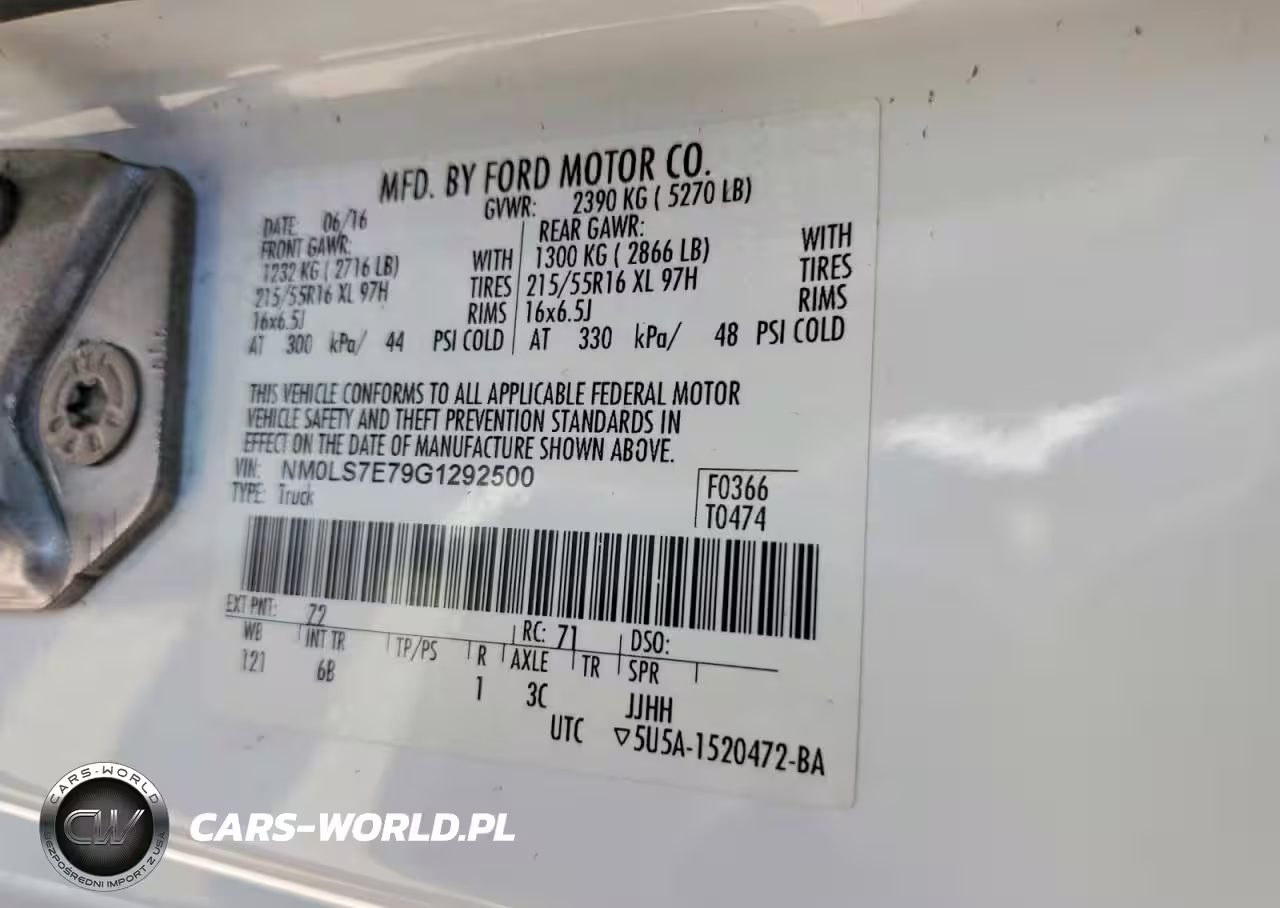 MFD. BY FORD MOTOR CO.
DATE: 06/16 GVWR: 2390 KG ( 5270 LB)
FRONT GAWR: REAR GAWR:
1232 KG ( 2716 LB) WITH 1300 KG ( 2866 LB) WITH
215/55R16 XL 97H TIRES 215/55R16 XL 97H TIRES
16x6.5J RIMS 16x6.5J RIMS
AT 300 kPa/ 44 PSI COLD AT 330 kPa/ 48 PSI COLD
THIS VEHICLE CONFORMS TO ALL APPLICABLE FEDERAL MOTOR
VEHICLE SAFETY AND THEFT PREVENTION STANDARDS IN
EFFECT ON THE DATE OF MANUFACTURE SHOWN ABOVE.
VIN: NM0LS7E79G1292500
TYPE: Truck
F0366
T0474
EXT PNT: 72 RC: 71 DSO:
WB INT TR TP/PS R AXLE TR SPR
121 6B 1 3C JJHH
UTC ▽5U5A-1520472-BA
CARS-WORLD
CW
BEZPOŚREDNI IMPORT Z USA
CARS-WORLD.PL